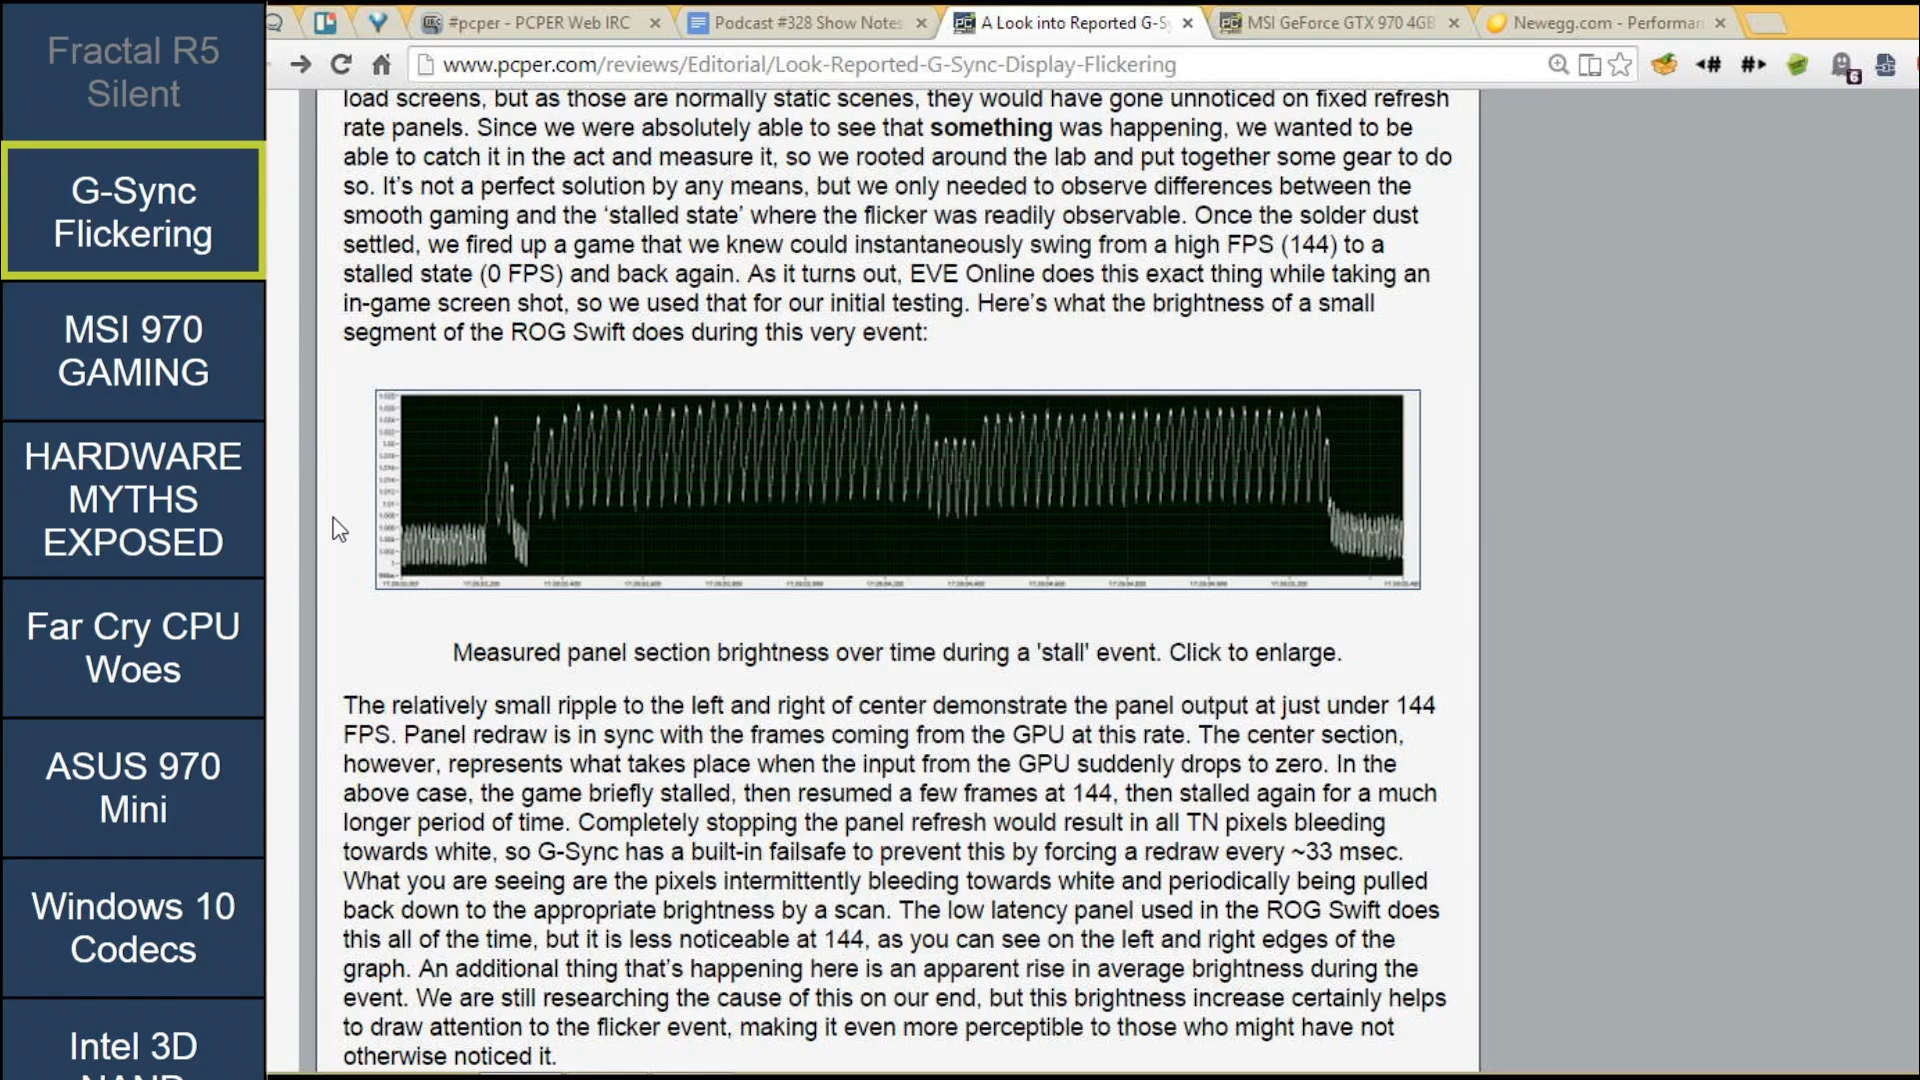 Fractal R5
Silent
G-Sync
Flickering
MSI 970
GAMING
HARDWARE
MYTHS
EXPOSED
Far Cry CPU
Woes
ASUS 970
Mini
Windows 10
Codecs
Intel 3D
NAND
#pcper - PCPER Web IRC
Podcast #328 Show Notes
A Look into Reported G-S
MSI GeForce GTX 970 4GB
Newegg.com - Performan
www.pcper.com/reviews/Editorial/Look-Reported-G-Sync-Display-Flickering
6
load screens, but as those are normally static scenes, they would have gone unnoticed on fixed refresh
rate panels. Since we were absolutely able to see that something was happening, we wanted to be
able to catch it in the act and measure it, so we rooted around the lab and put together some gear to do
so. It's not a perfect solution by any means, but we only needed to observe differences between the
smooth gaming and the ‘stalled state’ where the flicker was readily observable. Once the solder dust
settled, we fired up a game that we knew could instantaneously swing from a high FPS (144) to a
stalled state (0 FPS) and back again. As it turns out, EVE Online does this exact thing while taking an
in-game screen shot, so we used that for our initial testing. Here's what the brightness of a small
segment of the ROG Swift does during this very event:
Measured panel section brightness over time during a 'stall' event. Click to enlarge.
The relatively small ripple to the left and right of center demonstrate the panel output at just under 144
FPS. Panel redraw is in sync with the frames coming from the GPU at this rate. The center section,
however, represents what takes place when the input from the GPU suddenly drops to zero. In the
above case, the game briefly stalled, then resumed a few frames at 144, then stalled again for a much
longer period of time. Completely stopping the panel refresh would result in all TN pixels bleeding
towards white, so G-Sync has a built-in failsafe to prevent this by forcing a redraw every ~33 msec.
What you are seeing are the pixels intermittently bleeding towards white and periodically being pulled
back down to the appropriate brightness by a scan. The low latency panel used in the ROG Swift does
this all of the time, but it is less noticeable at 144, as you can see on the left and right edges of the
graph. An additional thing that's happening here is an apparent rise in average brightness during the
event. We are still researching the cause of this on our end, but this brightness increase certainly helps
to draw attention to the flicker event, making it even more perceptible to those who might have not
otherwise noticed it.